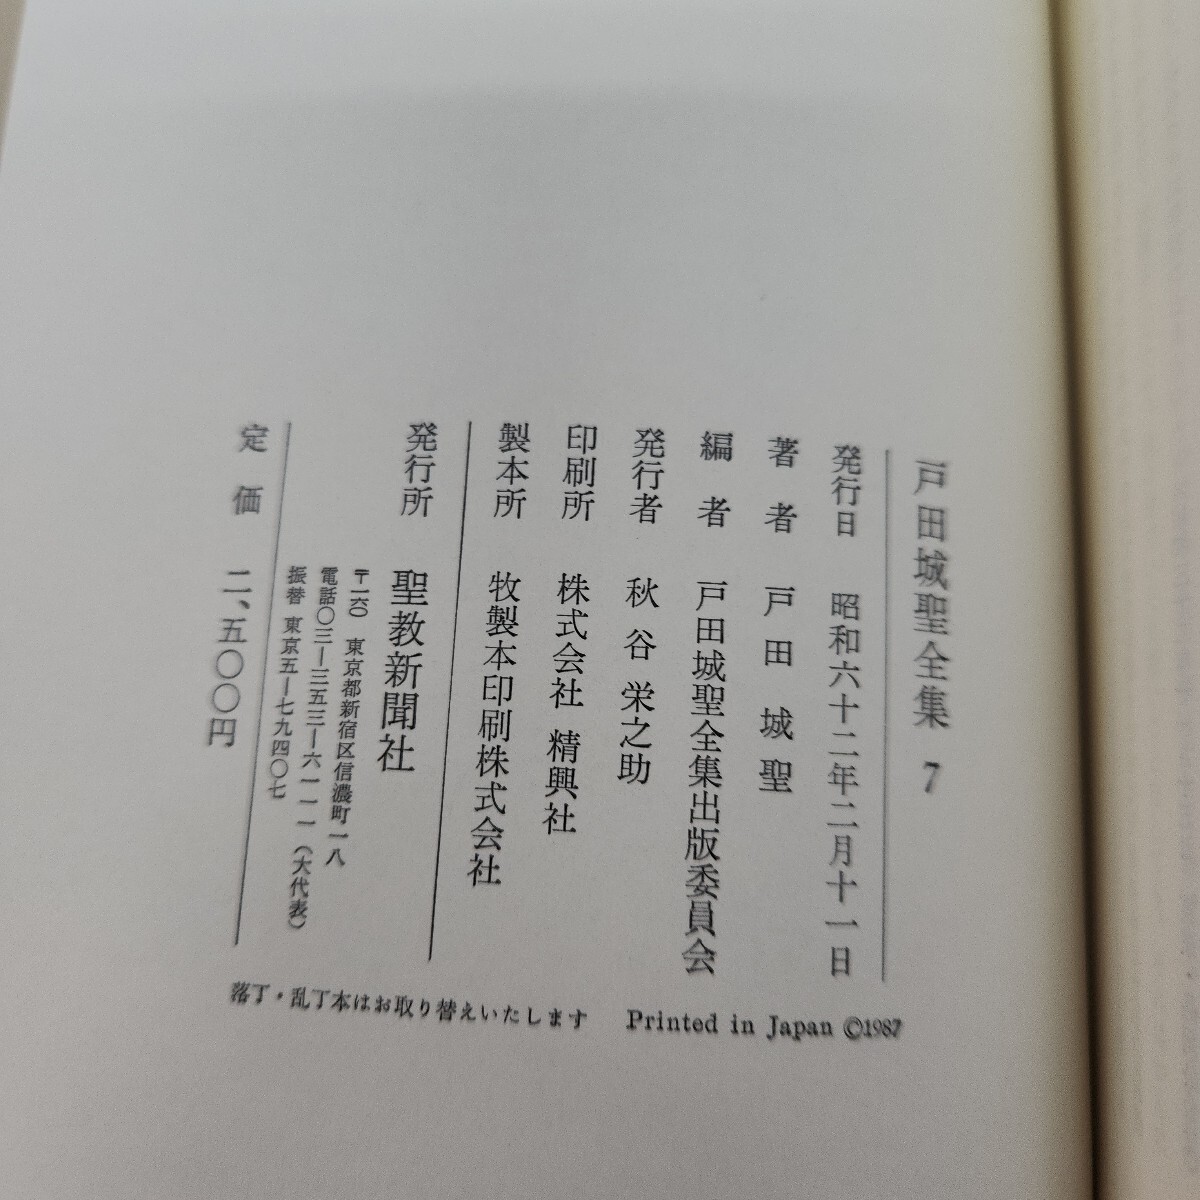 戸田城聖全集 7
発行日 昭和六十二年二月十一日
著者 戸田城聖
編者 戸田城聖全集出版委員会
発行者 秋谷栄之助
印刷所 株式会社 精興社
製本所 牧製本印刷株式会社
発行所 聖教新聞社
〒一六〇 東京都新宿区信濃町一八
電話〇三―三五三―六一一一(大代表)
振替 東京五―七九四〇七
定価 二、五〇〇円
落丁・乱丁本はお取り替えいたします Printed in Japan ©1987